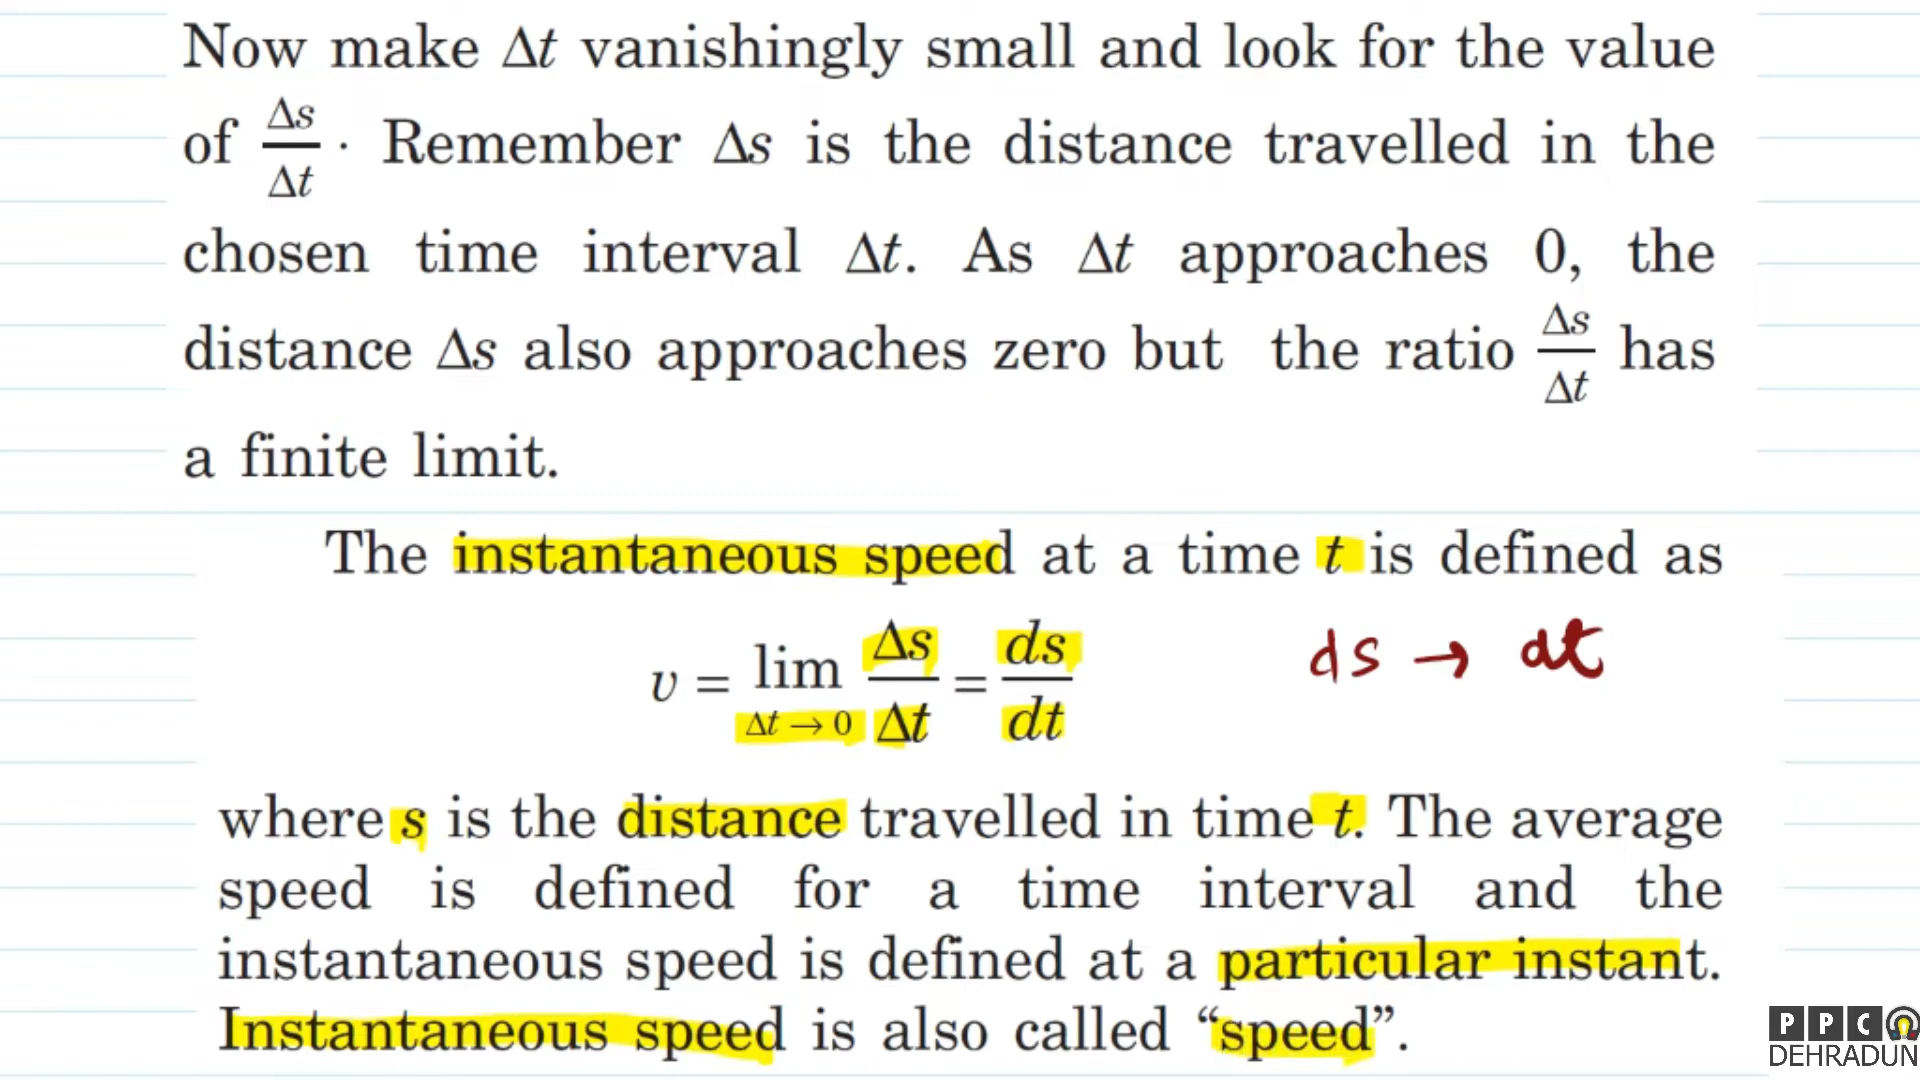 Now make Δt vanishingly small and look for the value
of Δs/Δt · Remember Δs is the distance travelled in the
chosen time interval Δt. As Δt approaches 0, the
distance Δs also approaches zero but the ratio Δs/Δt has
a finite limit.
The instantaneous speed at a time t is defined as
v = lim Δt → 0 Δs/Δt = ds/dt
ds → dt
where s is the distance travelled in time t. The average
speed is defined for a time interval and the
instantaneous speed is defined at a particular instant.
Instantaneous speed is also called “speed”.
PPC
DEHRADUN